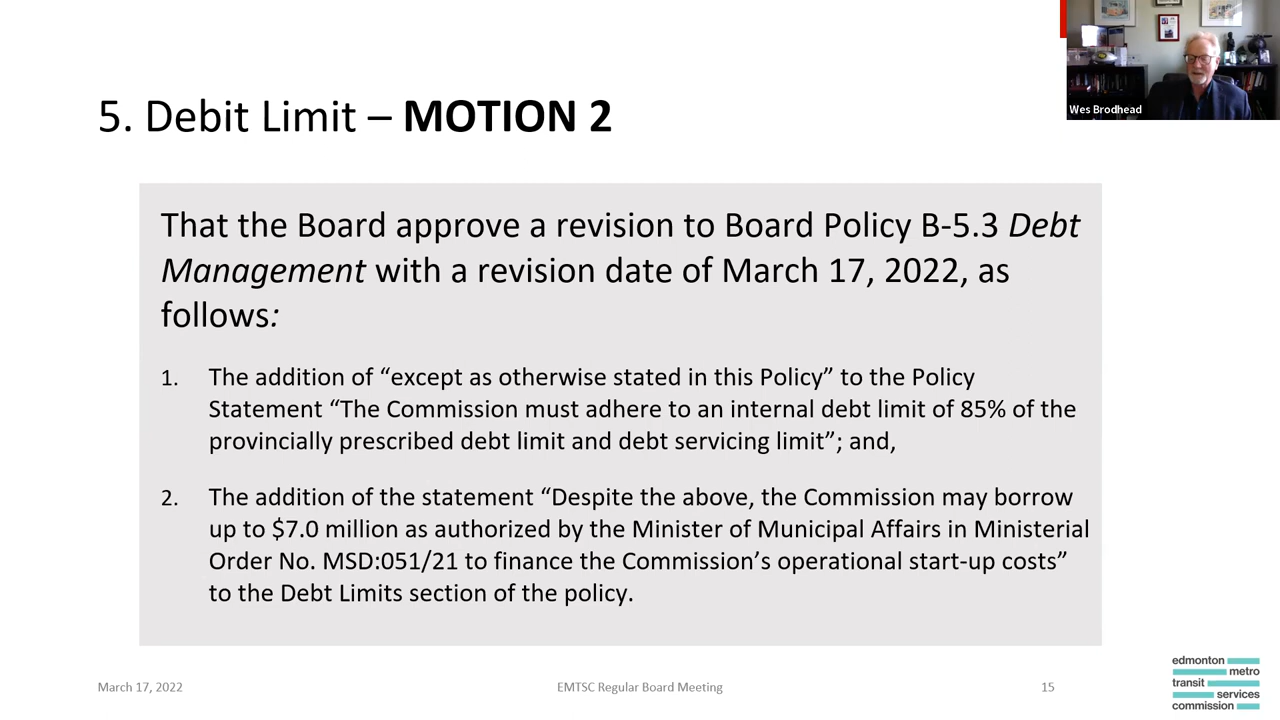 Wes Brodhead
5. Debit Limit – MOTION 2
That the Board approve a revision to Board Policy B-5.3 Debt
Management with a revision date of March 17, 2022, as
follows:
1. The addition of “except as otherwise stated in this Policy” to the Policy
Statement “The Commission must adhere to an internal debt limit of 85% of the
provincially prescribed debt limit and debt servicing limit”; and,
2. The addition of the statement “Despite the above, the Commission may borrow
up to $7.0 million as authorized by the Minister of Municipal Affairs in Ministerial
Order No. MSD:051/21 to finance the Commission’s operational start-up costs”
to the Debt Limits section of the policy.
March 17, 2022
EMTSC Regular Board Meeting
15
edmonton
metro
transit
services
commission